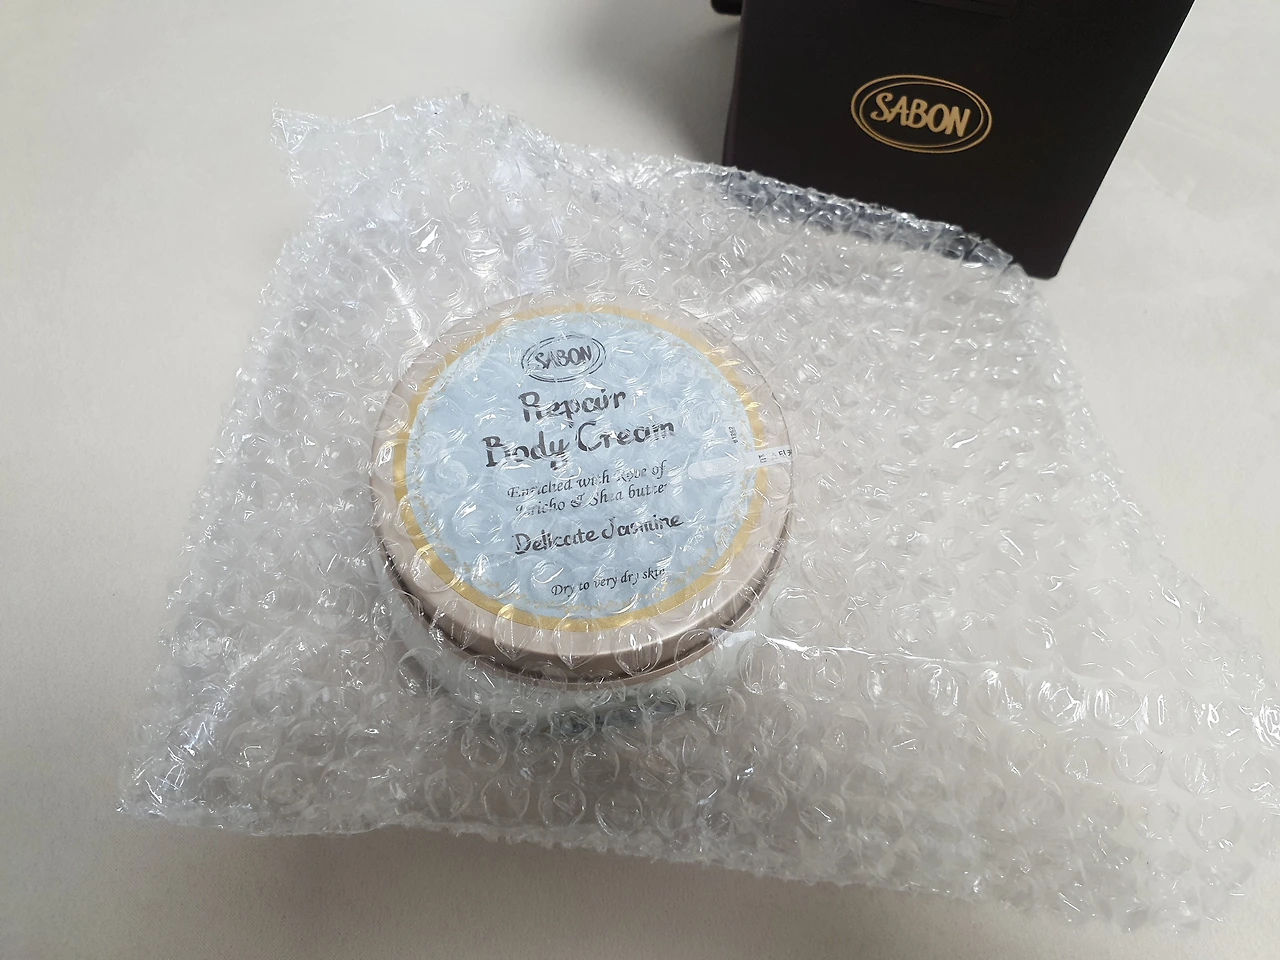 SABON
SABON
Repair
Body Cream
Enriched with Rose of
Jericho & Shea butter
Delicate Jasmine
Dry to very dry skin